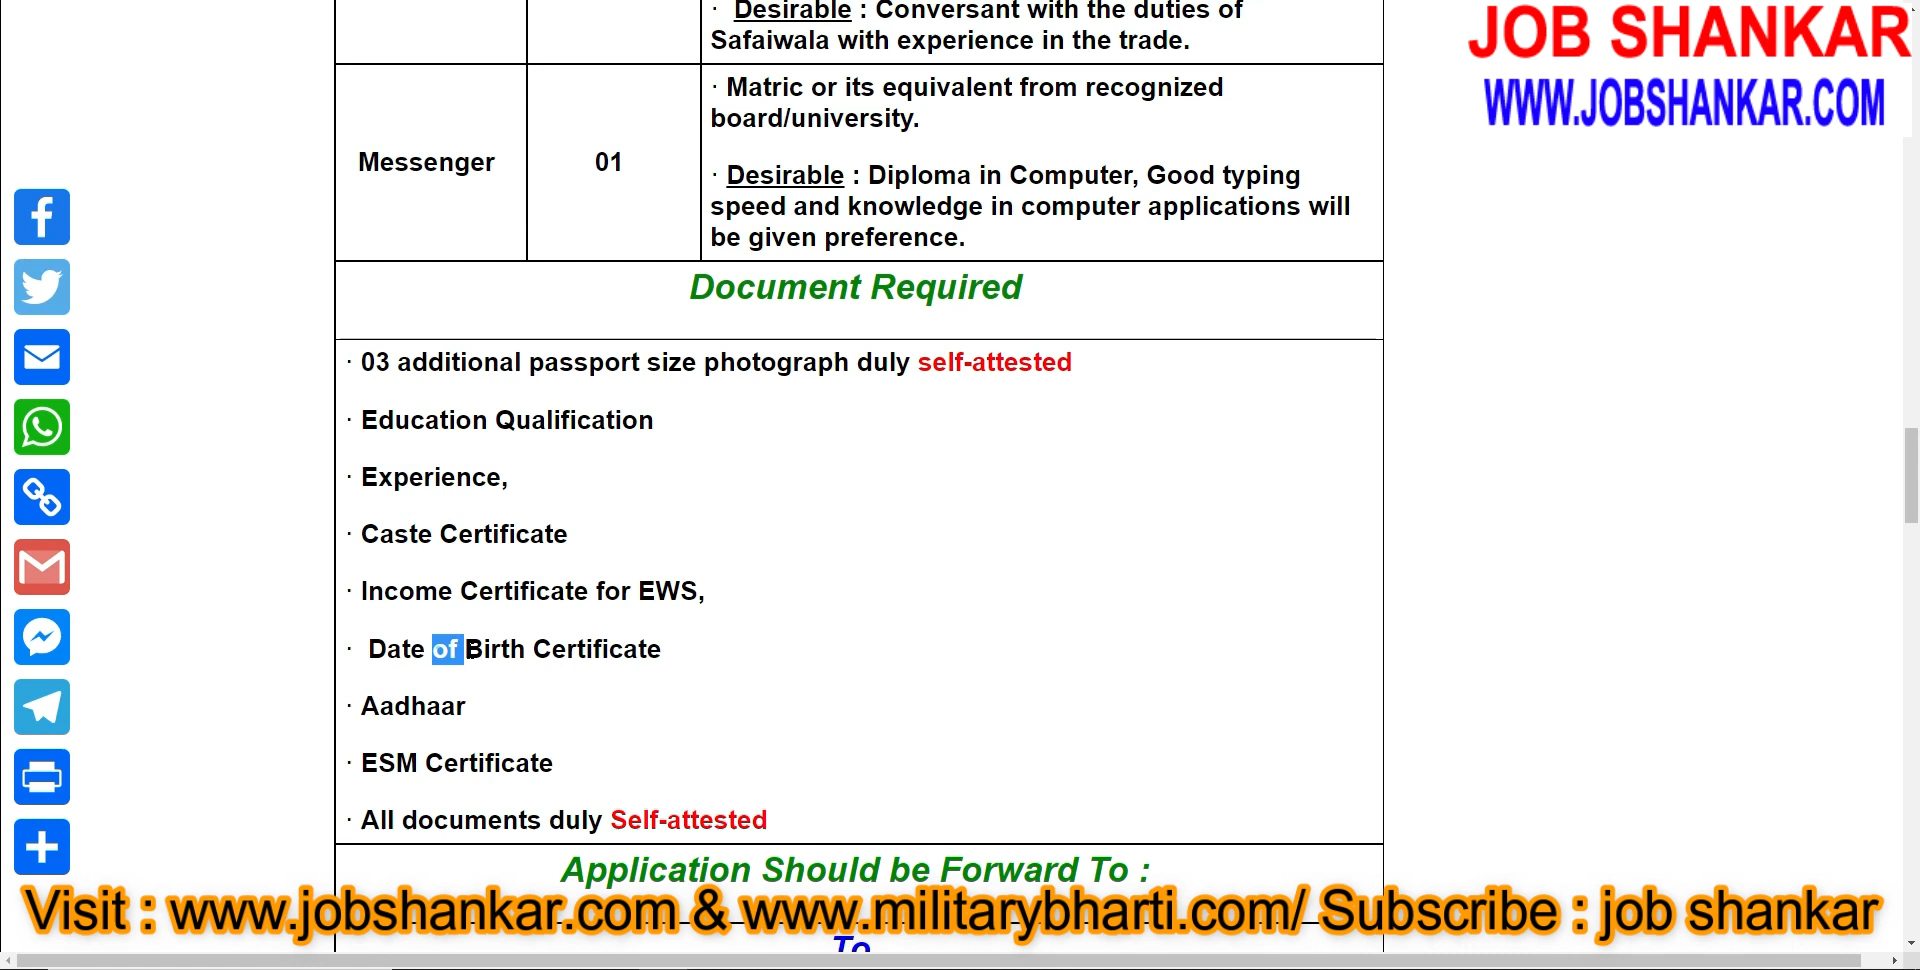 · Desirable : Conversant with the duties of
Safaiwala with experience in the trade.
JOB SHANKAR
WWW.JOBSHANKAR.COM
Messenger
01
· Matric or its equivalent from recognized
board/university.
· Desirable : Diploma in Computer, Good typing
speed and knowledge in computer applications will
be given preference.
Document Required
· 03 additional passport size photograph duly self-attested
· Education Qualification
· Experience,
· Caste Certificate
· Income Certificate for EWS,
· Date of Birth Certificate
· Aadhaar
· ESM Certificate
· All documents duly Self-attested
Application Should be Forward To :
Visit : www.jobshankar.com & www.militarybharti.com/ Subscribe : job shankar
To